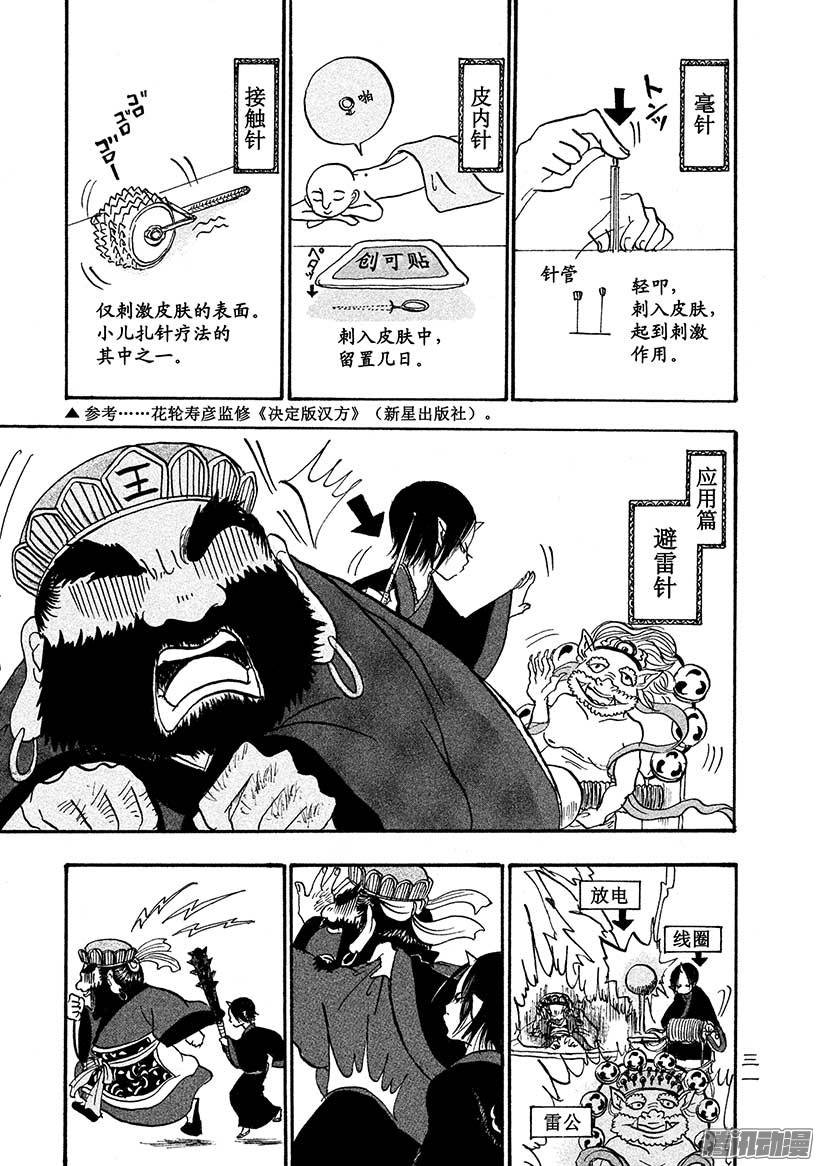 毫针
トンッ
针管
轻叩，
刺入皮肤，
起到刺激
作用。
皮内针
啪
创可贴
刺入皮肤中，
留置几日。
接触针
ゴロ
ゴロ
ゴロー
仅刺激皮肤的表面。
小儿扎针疗法的
其中之一。
▲ 参考……花轮寿彦监修《决定版汉方》（新星出版社）。
应用篇
避雷针
王
放电
线圈
雷公
三一
腾讯动漫